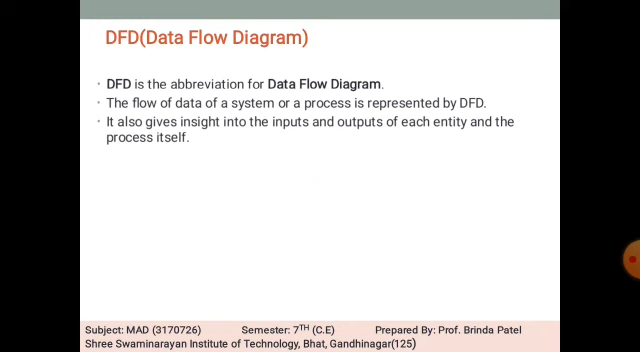 DFD(Data Flow Diagram)
• DFD is the abbreviation for Data Flow Diagram.
• The flow of data of a system or a process is represented by DFD.
• It also gives insight into the inputs and outputs of each entity and the
process itself.
Subject: MAD (3170726) Semester: 7TH (C.E) Prepared By: Prof. Brinda Patel
Shree Swaminarayan Institute of Technology, Bhat, Gandhinagar(125)